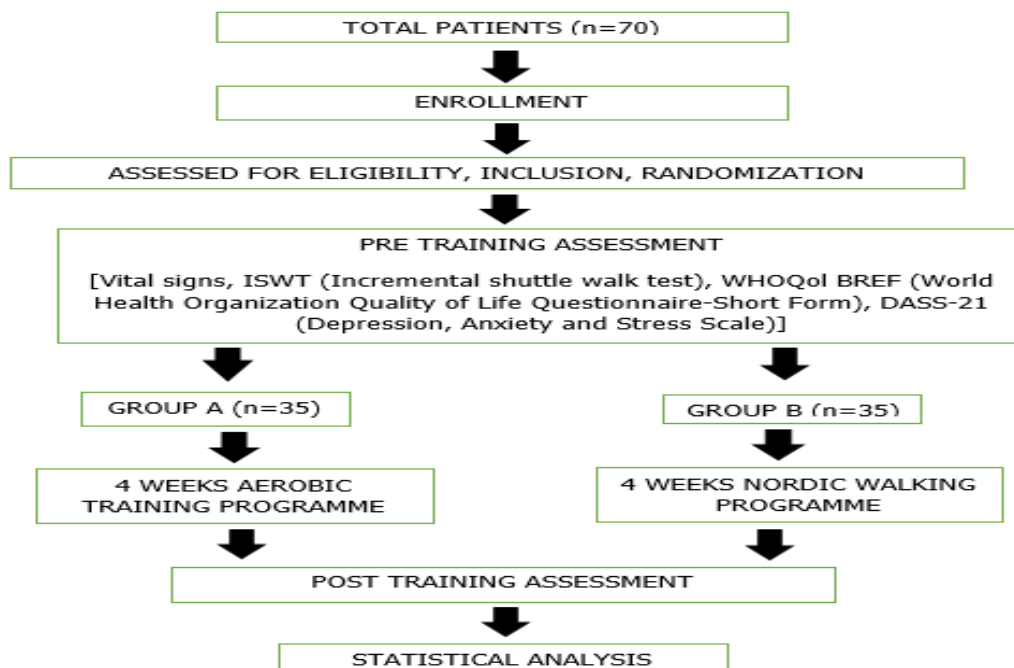 TOTAL PATIENTS (n=70)
ENROLLMENT
ASSESSED FOR ELIGIBILITY, INCLUSION, RANDOMIZATION
PRE TRAINING ASSESSMENT
[Vital signs, ISWT (Incremental shuttle walk test), WHOQol BREF (World
Health Organization Quality of Life Questionnaire-Short Form), DASS-21
(Depression, Anxiety and Stress Scale)]
GROUP A (n=35)
GROUP B (n=35)
4 WEEKS AEROBIC
TRAINING PROGRAMME
4 WEEKS NORDIC WALKING
PROGRAMME
POST TRAINING ASSESSMENT
STATISTICAL ANALYSIS